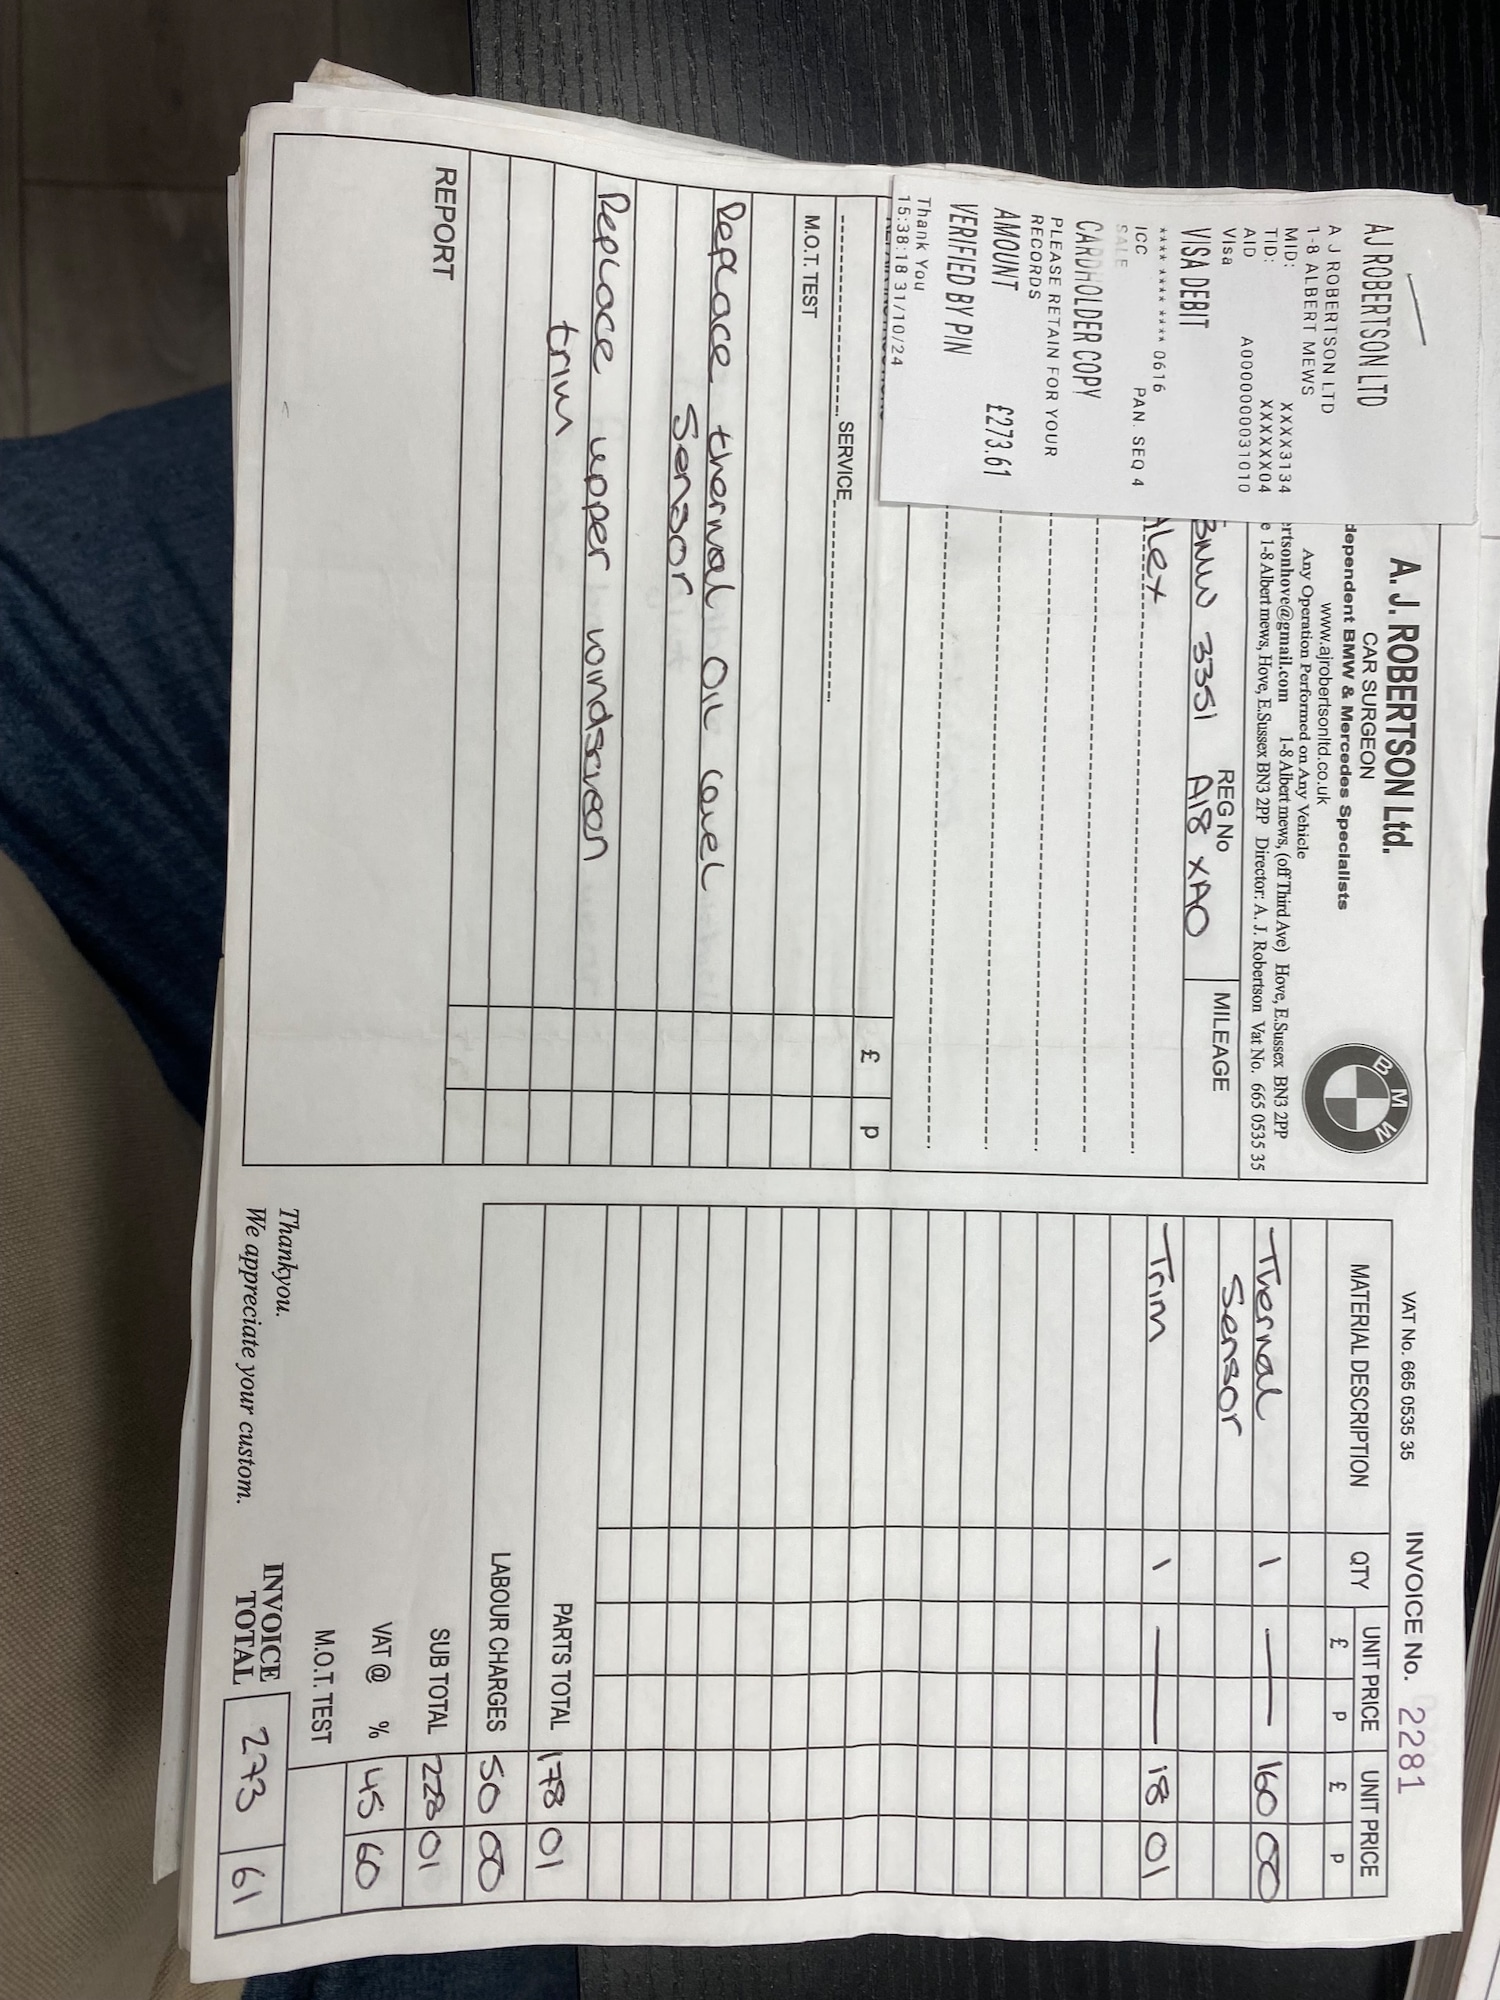 AJ ROBERTSON LTD
A J ROBERTSON LTD
1-8 ALBERT MEWS
MID: XXXX3134
TID: XXXXXX04
AID A0000000031010
Visa
VISA DEBIT
**** **** **** 0616
ICC PAN. SEQ 4
SALE
CARDHOLDER COPY
PLEASE RETAIN FOR YOUR
RECORDS
AMOUNT £273.61
VERIFIED BY PIN
Thank You
15:38:18 31/10/24
A. J. ROBERTSON Ltd.
CAR SURGEON
dependent BMW & Mercedes Specialists
www.ajrobertsonltd.co.uk
Any Operation Performed on Any Vehicle
ertsonhove@gmail.com 1-8 Albert mews, (off Third Ave) Hove, E.Sussex BN3 2PP
e 1-8 Albert mews, Hove, E.Sussex BN3 2PP Director: A. J. Robertson Vat No. 665 0535 35
BMW
REG No MILEAGE
BMW 335i A18 XAO
Alex
£ p
SERVICE
M.O.T. TEST
Replace thermal OIL level
Sensor
Replace upper windscreen
trim
REPORT
VAT No. 665 0535 35 INVOICE No. 2281
MATERIAL DESCRIPTION QTY UNIT PRICE UNIT PRICE
£ p £ p
Thermal 1 — 160 00
Sensor
Trim 1 — 18 01
PARTS TOTAL 178 01
LABOUR CHARGES 50 00
SUB TOTAL 228 01
VAT @ % 45 60
M.O.T. TEST
Thankyou.
We appreciate your custom.
INVOICE
TOTAL 273 61